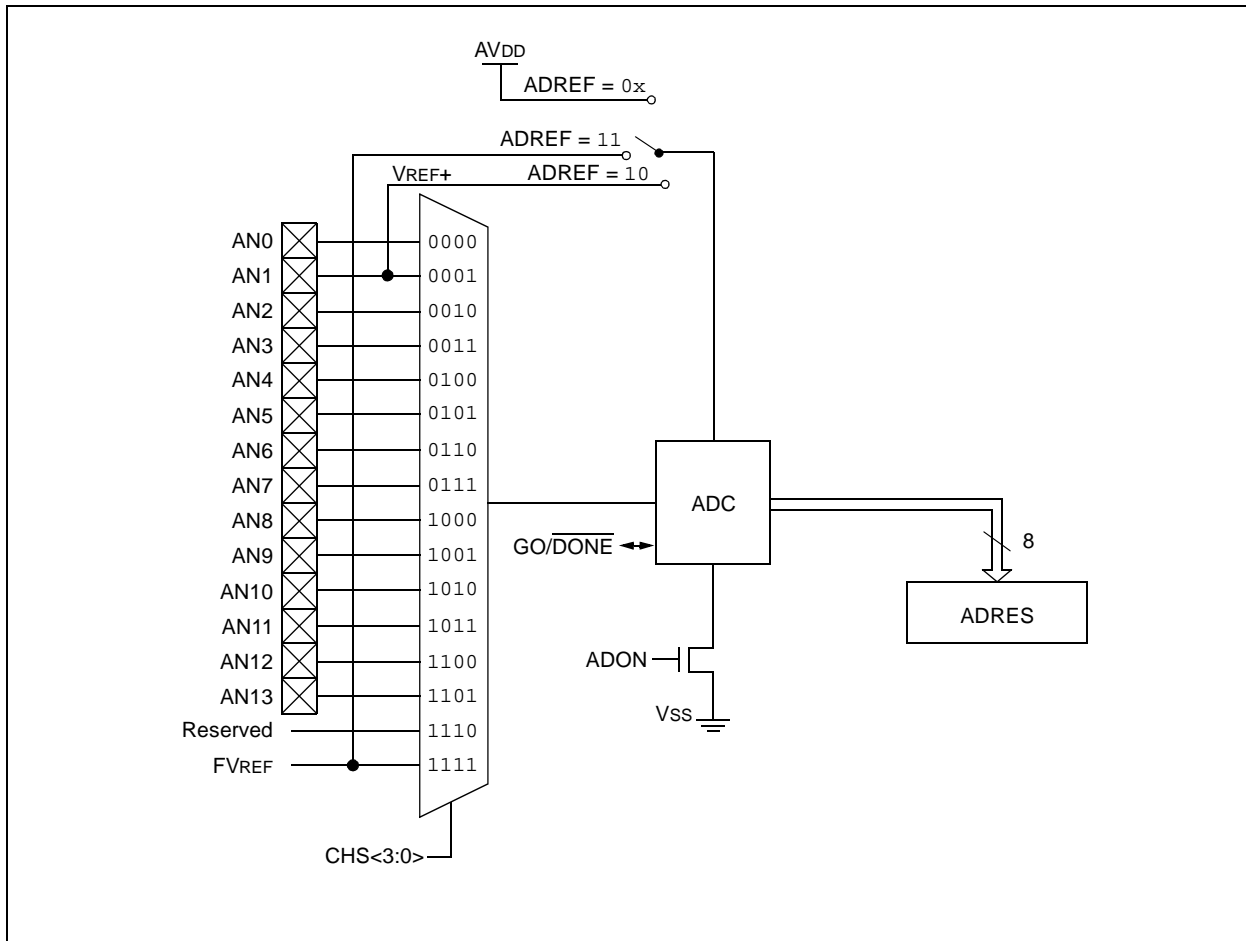 AVDD
ADREF = 0x
ADREF = 11
VREF+
ADREF = 10
AN0 0000
AN1 0001
AN2 0010
AN3 0011
AN4 0100
AN5 0101
AN6 0110
AN7 0111
AN8 1000
AN9 1001
AN10 1010
AN11 1011
AN12 1100
AN13 1101
Reserved 1110
FVREF 1111
CHS<3:0>
ADC
GO/DONE
8
ADRES
ADON
VSS